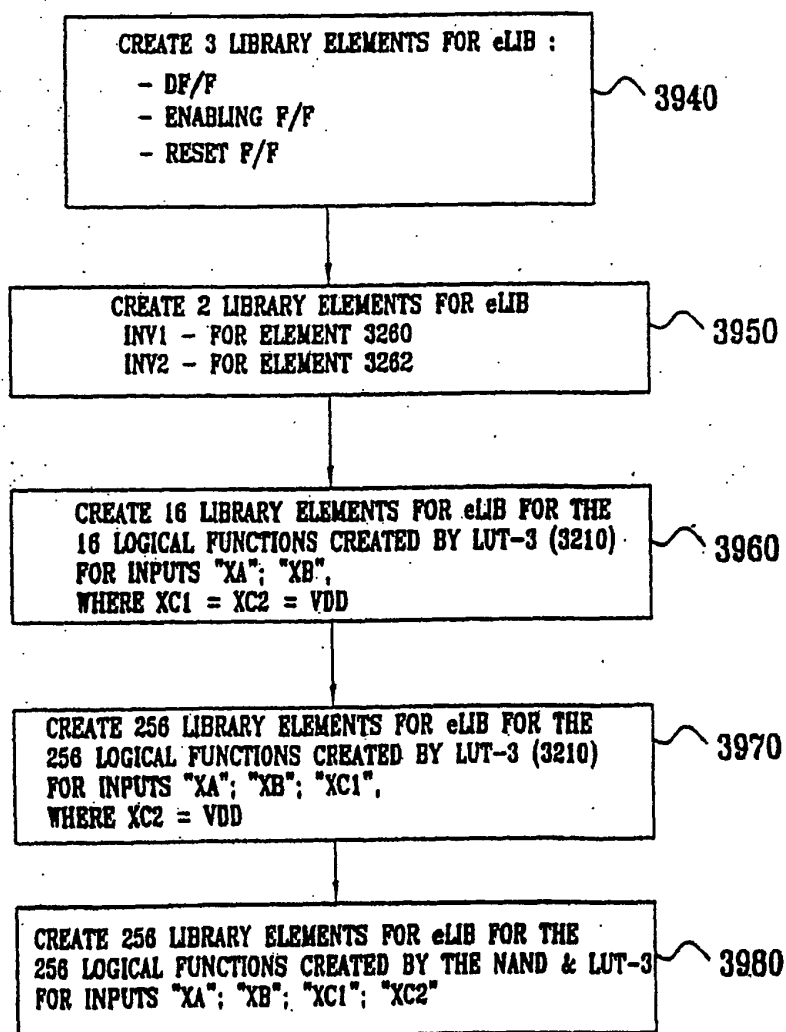 CREATE 3 LIBRARY ELEMENTS FOR eLIB :
- DF/F
- ENABLING F/F
- RESET F/F
3940
CREATE 2 LIBRARY ELEMENTS FOR eLIB
INV1 - FOR ELEMENT 3260
INV2 - FOR ELEMENT 3262
3950
CREATE 16 LIBRARY ELEMENTS FOR eLIB FOR THE
16 LOGICAL FUNCTIONS CREATED BY LUT-3 (3210)
FOR INPUTS "XA"; "XB",
WHERE XC1 = XC2 = VDD
3960
CREATE 256 LIBRARY ELEMENTS FOR eLIB FOR THE
256 LOGICAL FUNCTIONS CREATED BY LUT-3 (3210)
FOR INPUTS "XA"; "XB"; "XC1",
WHERE XC2 = VDD
3970
CREATE 256 LIBRARY ELEMENTS FOR eLIB FOR THE
256 LOGICAL FUNCTIONS CREATED BY THE NAND & LUT-3
FOR INPUTS "XA"; "XB"; "XC1"; "XC2"
3980